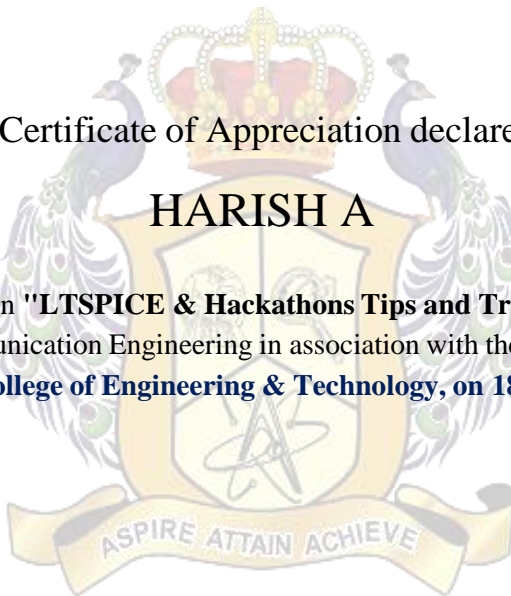 Certificate of Appreciation declare
HARISH A
n "LTSPICE & Hackathons Tips and Tr
unication Engineering in association with the
ollege of Engineering & Technology, on 18
ASPIRE ATTAIN ACHIEVE